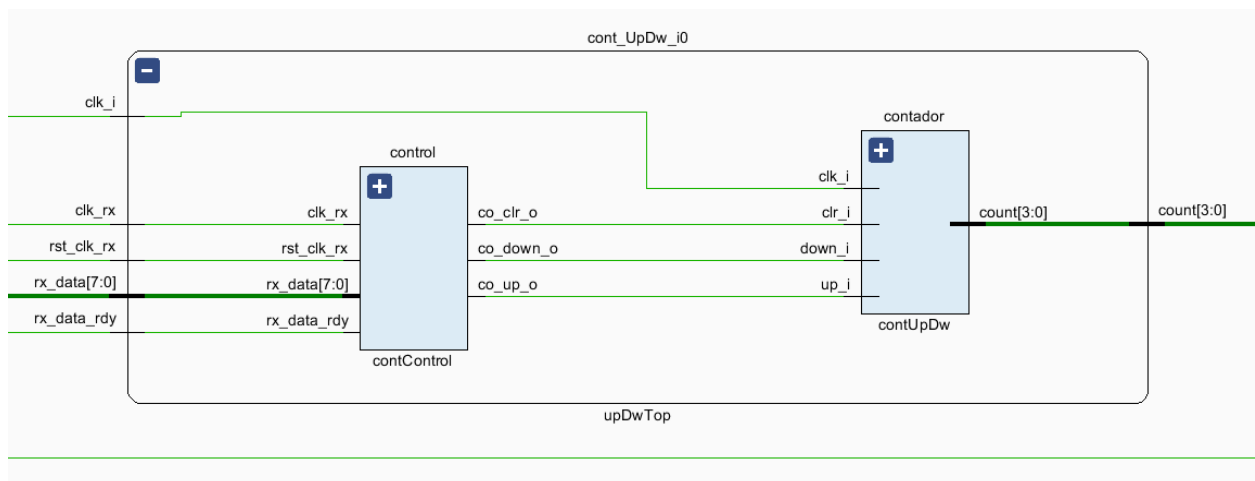 cont_UpDw_i0
clk_i
contador
control
clk_i
clk_rx
clk_rx
co_clr_o
clr_i
count[3:0]
count[3:0]
rst_clk_rx
rst_clk_rx
co_down_o
down_i
rx_data[7:0]
rx_data[7:0]
co_up_o
up_i
rx_data_rdy
rx_data_rdy
contUpDw
contControl
upDwTop